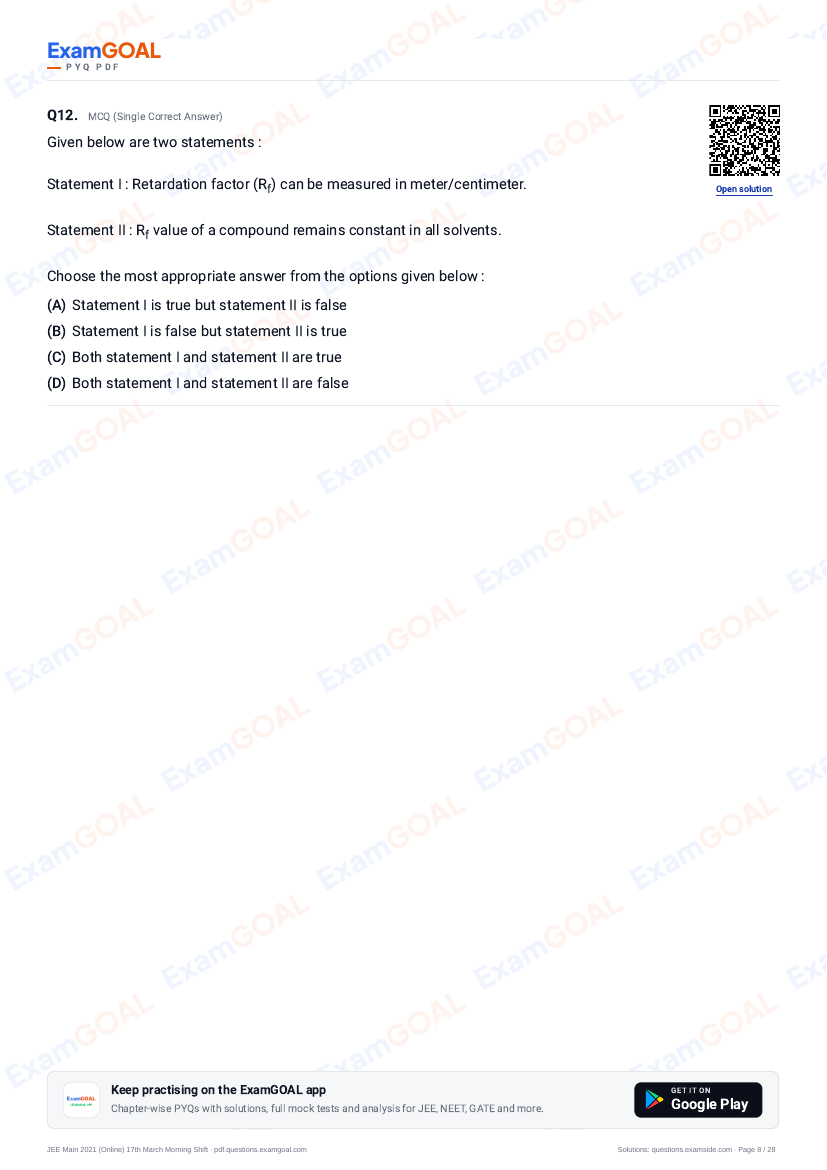 ExamGOAL
PYQ PDF
Q12. MCQ (Single Correct Answer)
Given below are two statements :
Open solution
Statement I : Retardation factor (Rf) can be measured in meter/centimeter.
Statement II : Rf value of a compound remains constant in all solvents.
Choose the most appropriate answer from the options given below :
(A) Statement I is true but statement II is false
(B) Statement I is false but statement II is true
(C) Both statement I and statement II are true
(D) Both statement I and statement II are false
ExamGOAL
Keep practising on the ExamGOAL app
Chapter-wise PYQs with solutions, full mock tests and analysis for JEE, NEET, GATE and more.
GET IT ON
Google Play
JEE Main 2021 (Online) 17th March Morning Shift · pdf.questions.examgoal.com
Solutions: questions.examside.com · Page 8 / 28